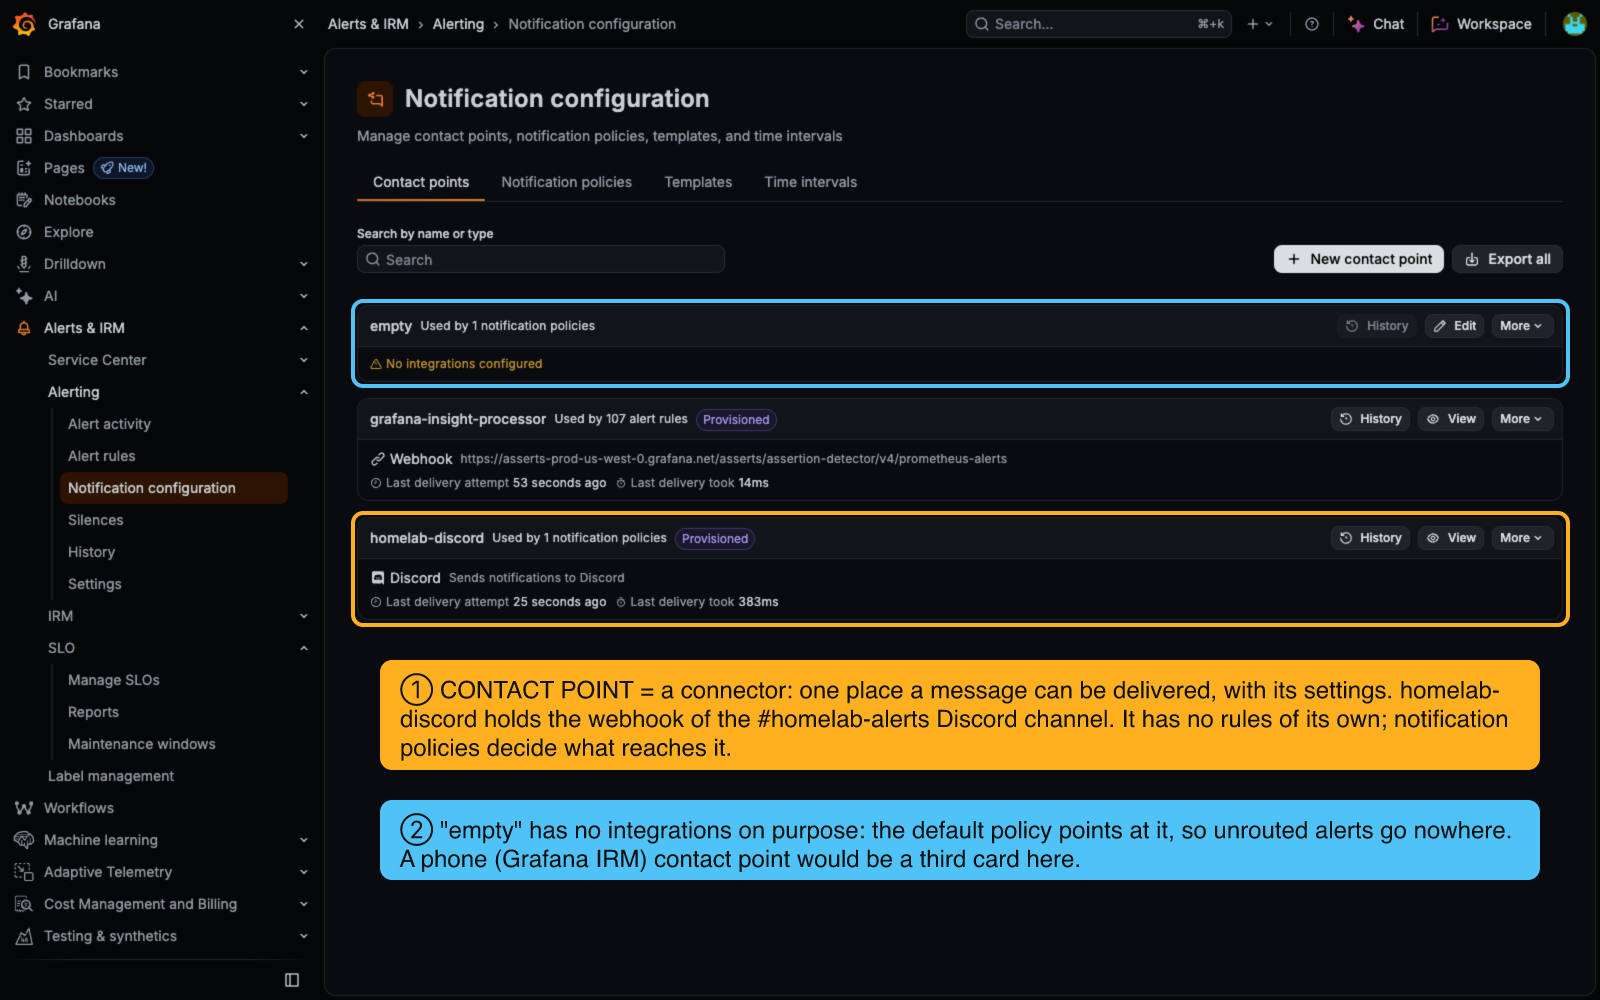 Grafana
Alerts & IRM › Alerting › Notification configuration
Search... ⌘+k
Chat
Workspace
Bookmarks
Starred
Dashboards
Pages New!
Notebooks
Explore
Drilldown
AI
Alerts & IRM
Service Center
Alerting
Alert activity
Alert rules
Notification configuration
Silences
History
Settings
IRM
SLO
Manage SLOs
Reports
Maintenance windows
Label management
Workflows
Machine learning
Adaptive Telemetry
Cost Management and Billing
Testing & synthetics
Notification configuration
Manage contact points, notification policies, templates, and time intervals
Contact points Notification policies Templates Time intervals
Search by name or type
Search
+ New contact point Export all
empty Used by 1 notification policies History Edit More
No integrations configured
grafana-insight-processor Used by 107 alert rules Provisioned History View More
Webhook https://asserts-prod-us-west-0.grafana.net/asserts/assertion-detector/v4/prometheus-alerts
Last delivery attempt 53 seconds ago Last delivery took 14ms
homelab-discord Used by 1 notification policies Provisioned History View More
Discord Sends notifications to Discord
Last delivery attempt 25 seconds ago Last delivery took 383ms
① CONTACT POINT = a connector: one place a message can be delivered, with its settings. homelab-
discord holds the webhook of the #homelab-alerts Discord channel. It has no rules of its own; notification
policies decide what reaches it.
② "empty" has no integrations on purpose: the default policy points at it, so unrouted alerts go nowhere.
A phone (Grafana IRM) contact point would be a third card here.